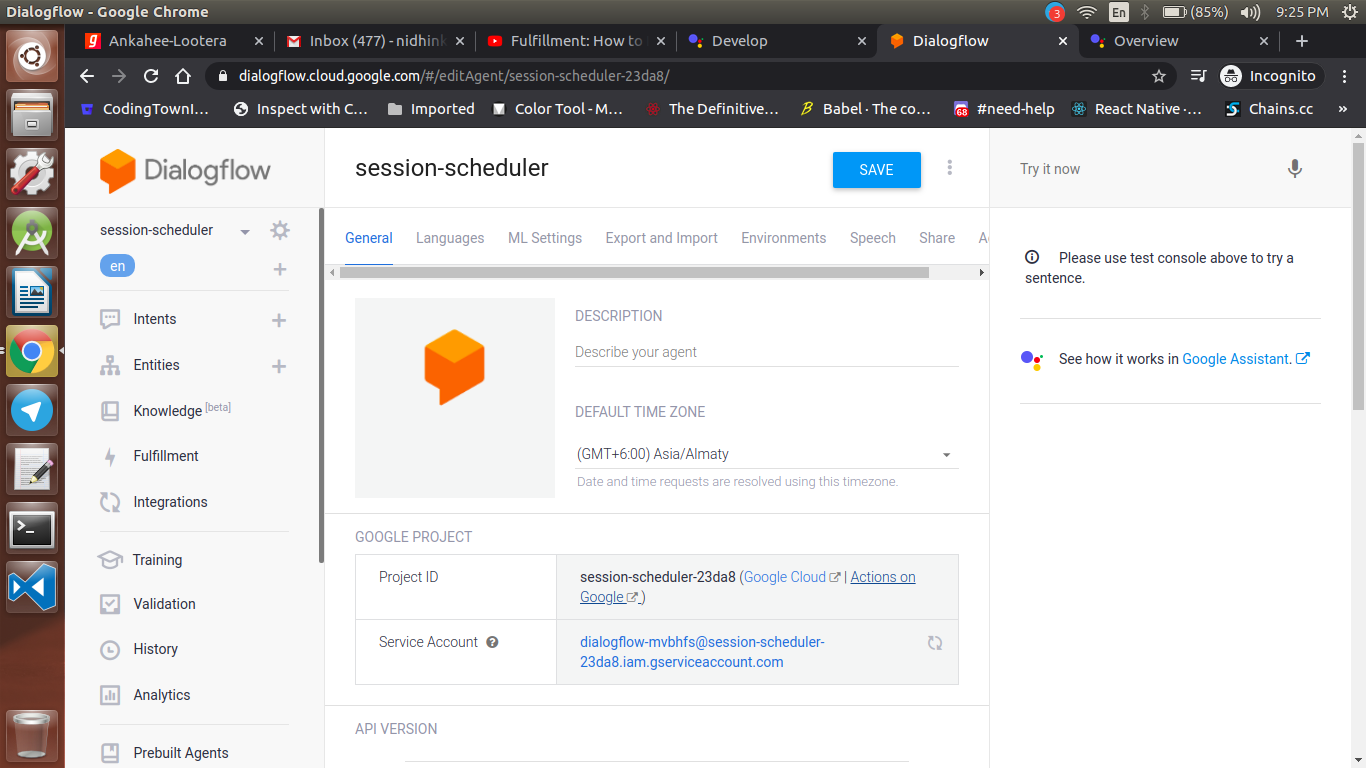 Dialogflow - Google Chrome
3
En
(85%)
9:25 PM
Ankahee-Lootera
Inbox (477) - nidhink
Fulfillment: How to
Develop
Dialogflow
Overview
dialogflow.cloud.google.com/#/editAgent/session-scheduler-23da8/
Incognito
CodingTownI...
Inspect with C...
Imported
Color Tool - M...
The Definitive...
Babel · The co...
68
#need-help
React Native ·...
Chains.cc
»
Dialogflow
session-scheduler
en
Intents
Entities
Knowledge [beta]
Fulfillment
Integrations
Training
Validation
History
Analytics
Prebuilt Agents
session-scheduler
SAVE
General
Languages
ML Settings
Export and Import
Environments
Speech
Share
DESCRIPTION
Describe your agent
DEFAULT TIME ZONE
(GMT+6:00) Asia/Almaty
Date and time requests are resolved using this timezone.
GOOGLE PROJECT
Project ID
session-scheduler-23da8 (Google Cloud | Actions on
Google )
Service Account
dialogflow-mvbhfs@session-scheduler-
23da8.iam.gserviceaccount.com
API VERSION
Try it now
Please use test console above to try a
sentence.
See how it works in Google Assistant.